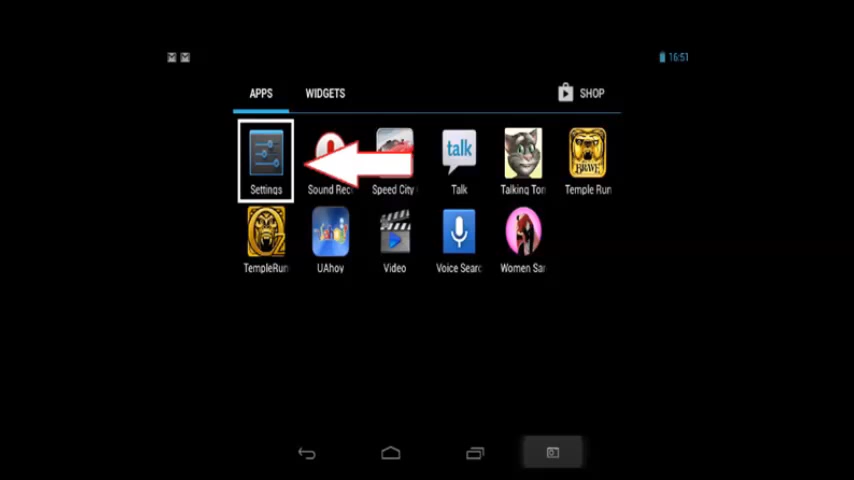 16:51
APPS WIDGETS SHOP
talk
BRAVE
Settings Sound Rec Speed City Talk Talking Tom Temple Run
TempleRun UAhoy Video Voice Searc Women Sar